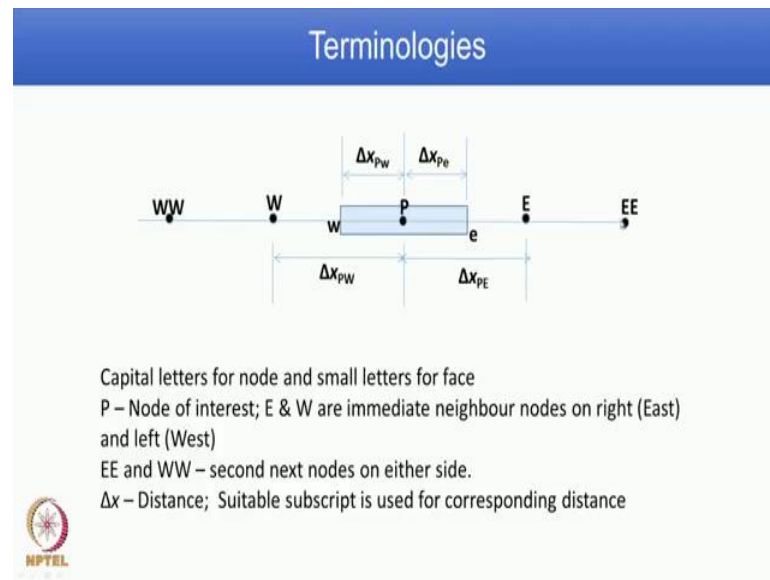 Terminologies
Δx_Pw Δx_Pe
WW W P E EE
w e
Δx_PW Δx_PE
Capital letters for node and small letters for face
P – Node of interest; E & W are immediate neighbour nodes on right (East)
and left (West)
EE and WW – second next nodes on either side.
Δx – Distance; Suitable subscript is used for corresponding distance
NPTEL